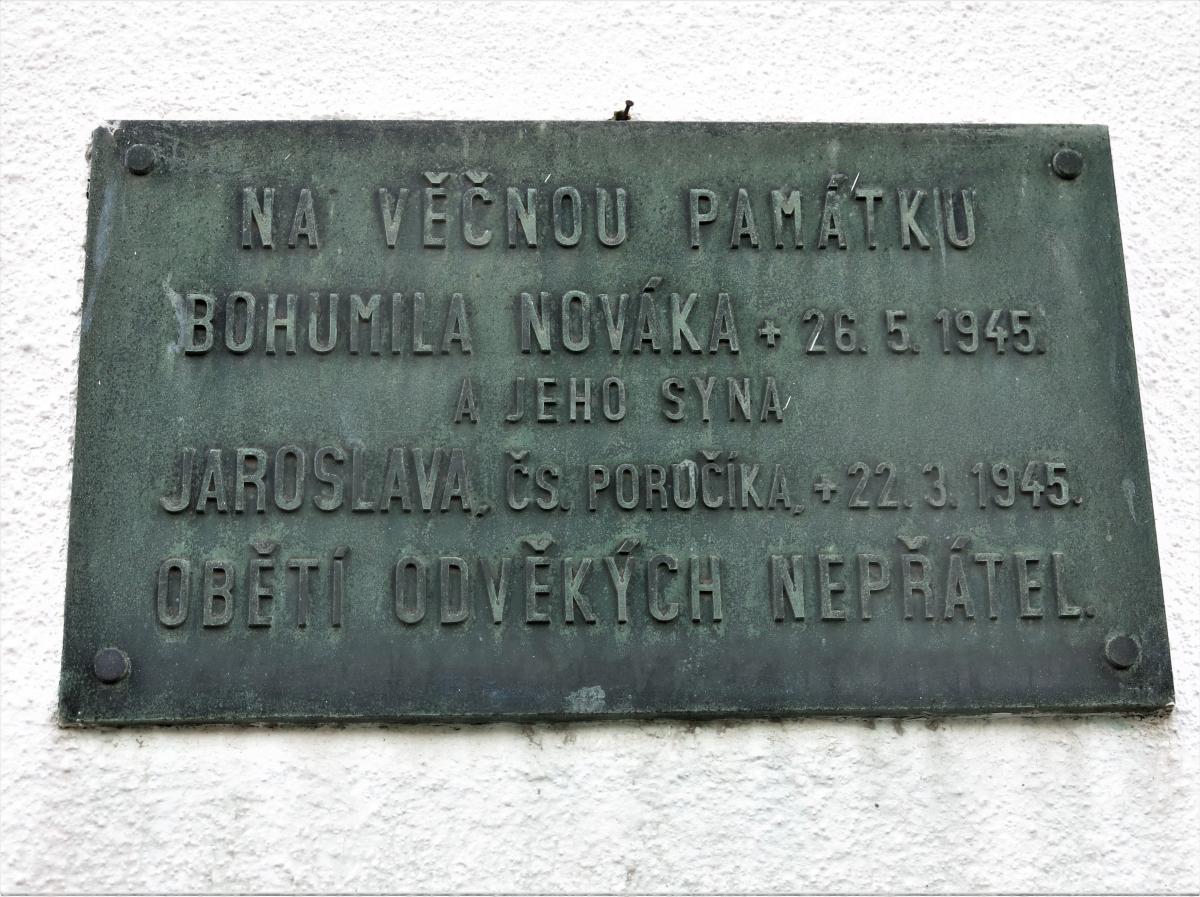 NA VĚČNOU PAMÁTKU
BOHUMILA NOVÁKA + 26. 5. 1945.
A JEHO SYNA
JAROSLAVA, ČS. PORUČÍKA, + 22. 3. 1945.
OBĚTÍ ODVĚKÝCH NEPŘÁTEL.